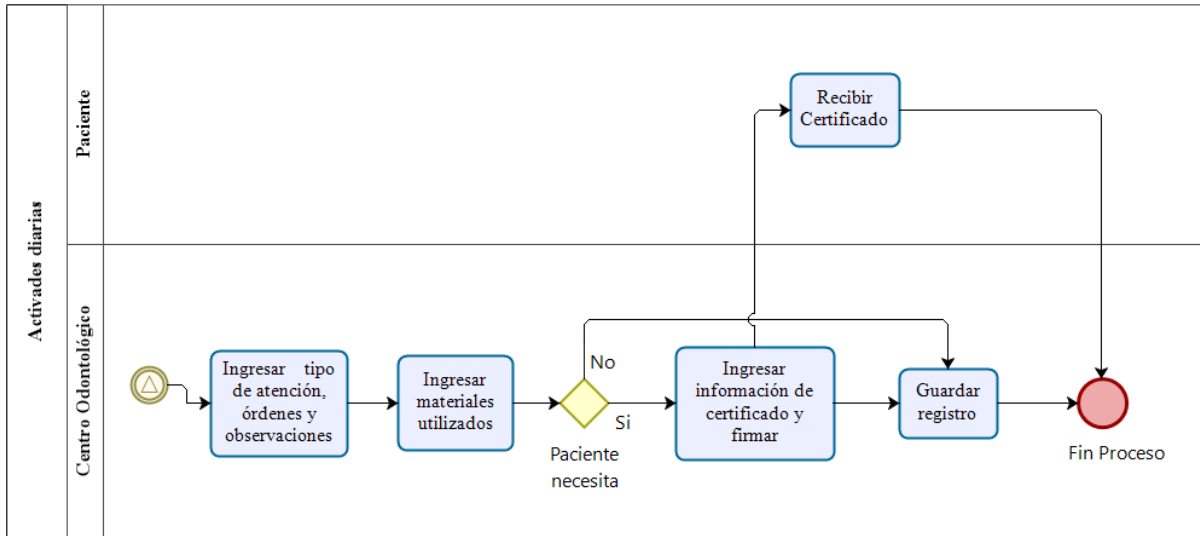 Activades diarias
Paciente
Recibir
Certificado
Centro Odontológico
Ingresar tipo
de atención,
órdenes y
observaciones
Ingresar
materiales
utilizados
No
Si
Paciente
necesita
Ingresar
información de
certificado y
firmar
Guardar
registro
Fin Proceso